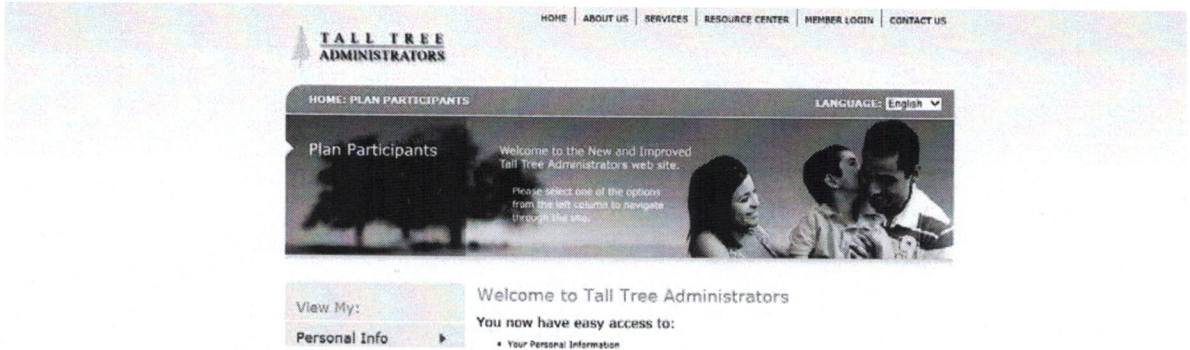 HOME | ABOUT US | SERVICES | RESOURCE CENTER | MEMBER LOGIN | CONTACT US
TALL TREE
ADMINISTRATORS
HOME: PLAN PARTICIPANTS
LANGUAGE: English
Plan Participants
Welcome to the New and Improved
Tall Tree Administrators web site.
Please select one of the options
from the left column to navigate
through the site.
View My:
Personal Info
Welcome to Tall Tree Administrators
You now have easy access to:
• Your Personal Information